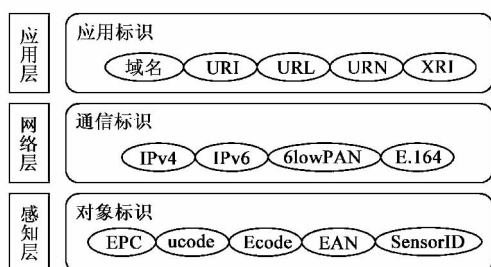 应用层
应用标识
域名 URI URL URN XRI
网络层
通信标识
IPv4 IPv6 6lowPAN E.164
感知层
对象标识
EPC ucode Ecode EAN SensorID